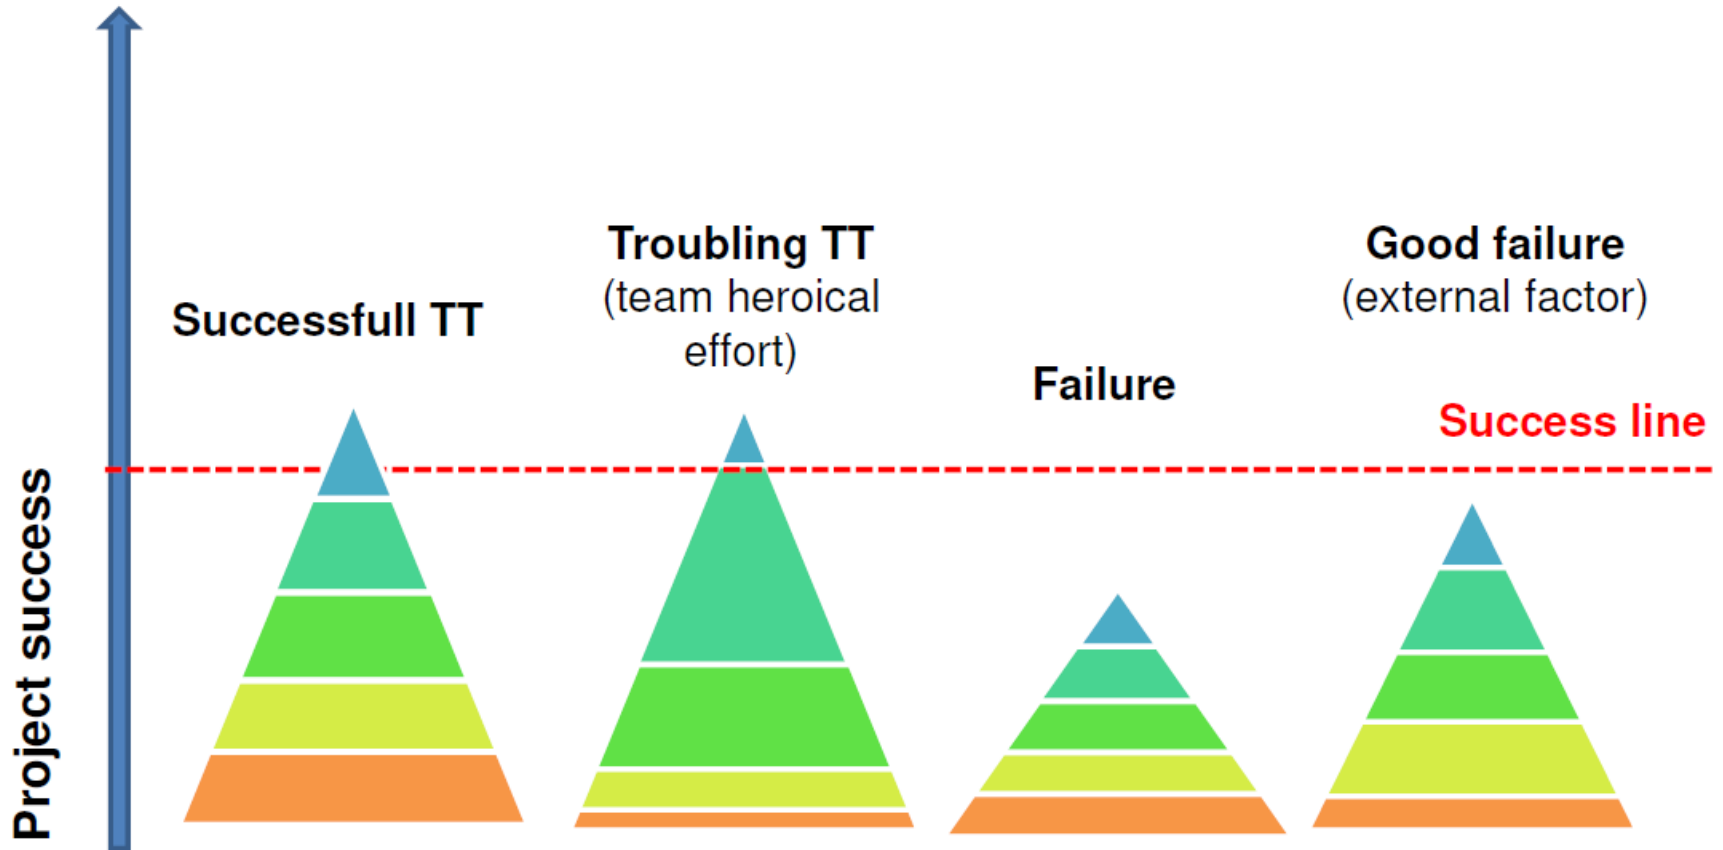 Project success
Successfull TT
Troubling TT
(team heroical
effort)
Failure
Good failure
(external factor)
Success line